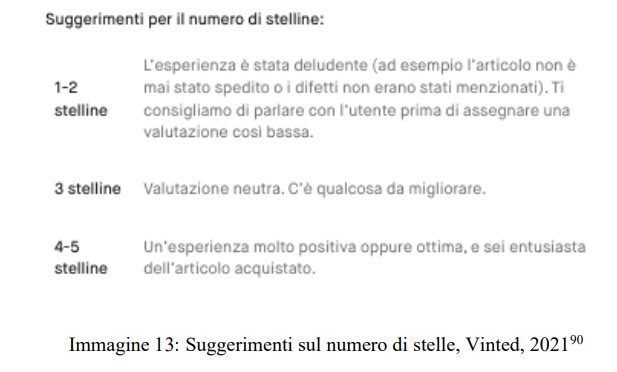 Suggerimenti per il numero di stelline:
1-2 stelline
L'esperienza è stata deludente (ad esempio l'articolo non è
mai stato spedito o i difetti non erano stati menzionati). Ti
consigliamo di parlare con l'utente prima di assegnare una
valutazione così bassa.
3 stelline
Valutazione neutra. C'è qualcosa da migliorare.
4-5 stelline
Un'esperienza molto positiva oppure ottima, e sei entusiasta
dell'articolo acquistato.
Immagine 13: Suggerimenti sul numero di stelle, Vinted, 2021⁹⁰